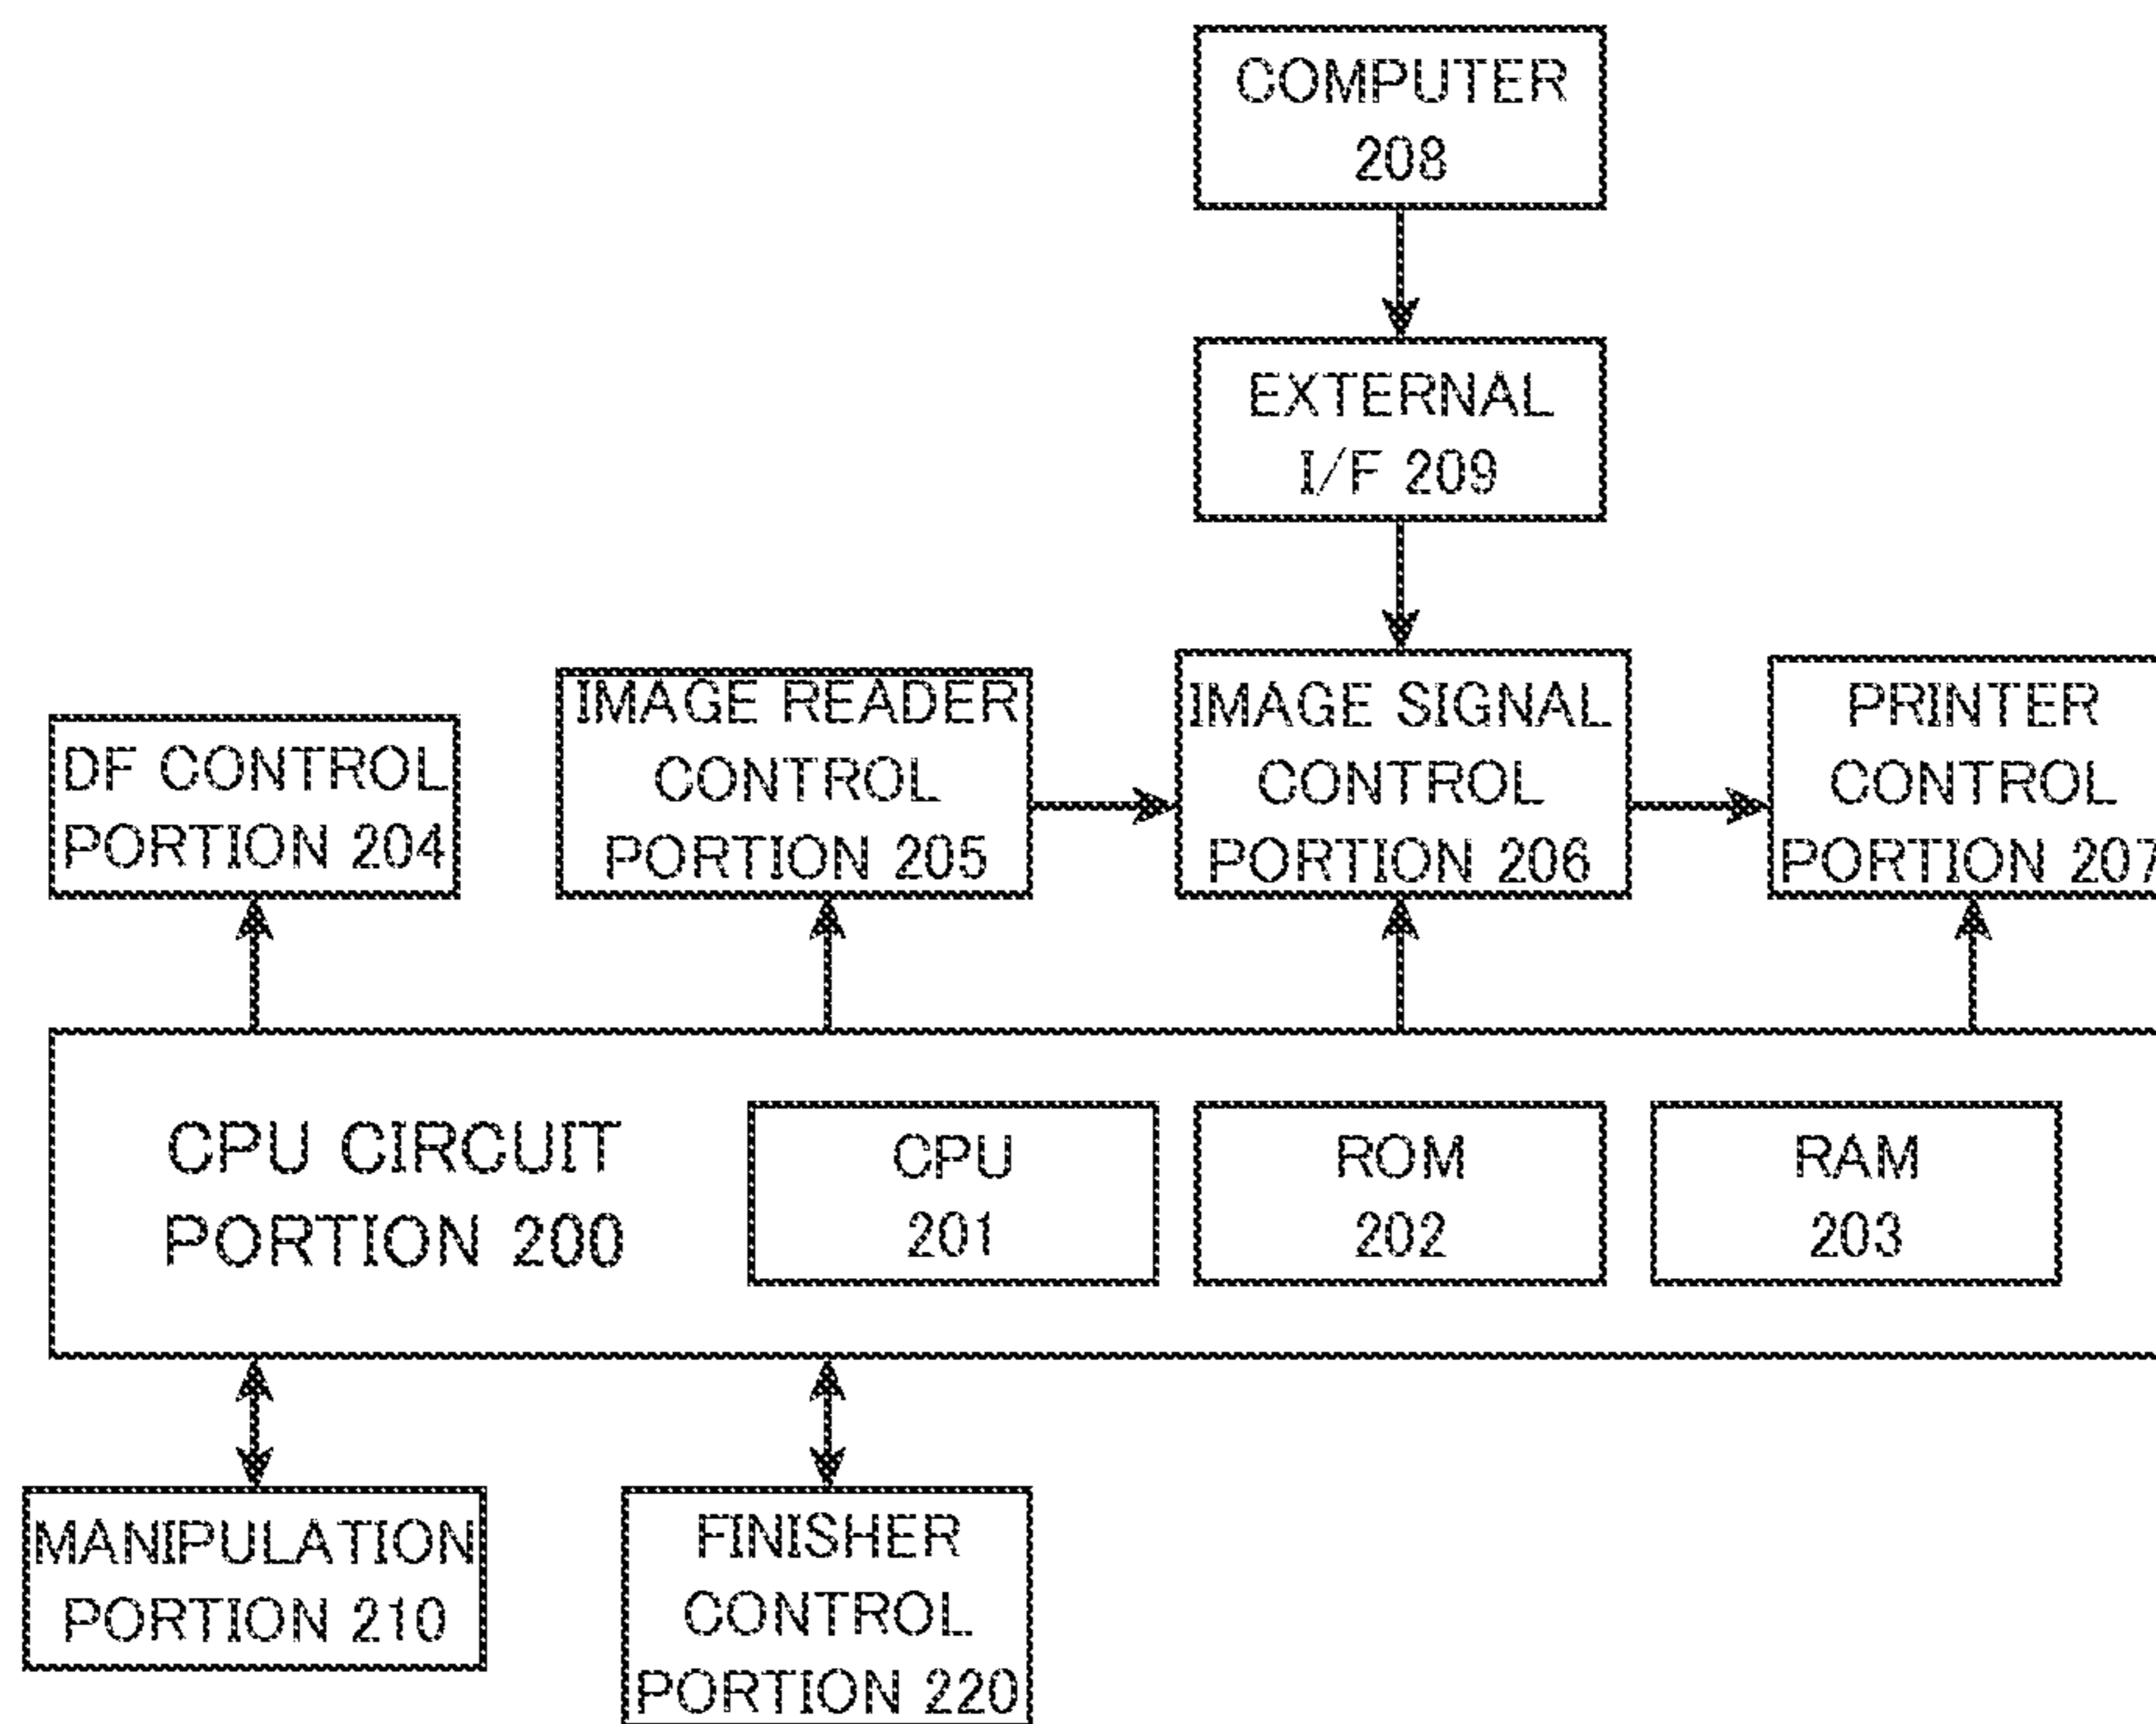 COMPUTER
208
EXTERNAL
I/F 209
DF CONTROL
PORTION 204
IMAGE READER
CONTROL
PORTION 205
IMAGE SIGNAL
CONTROL
PORTION 206
PRINTER
CONTROL
PORTION 207
CPU CIRCUIT
PORTION 200
CPU
201
ROM
202
RAM
203
MANIPULATION
PORTION 210
FINISHER
CONTROL
PORTION 220